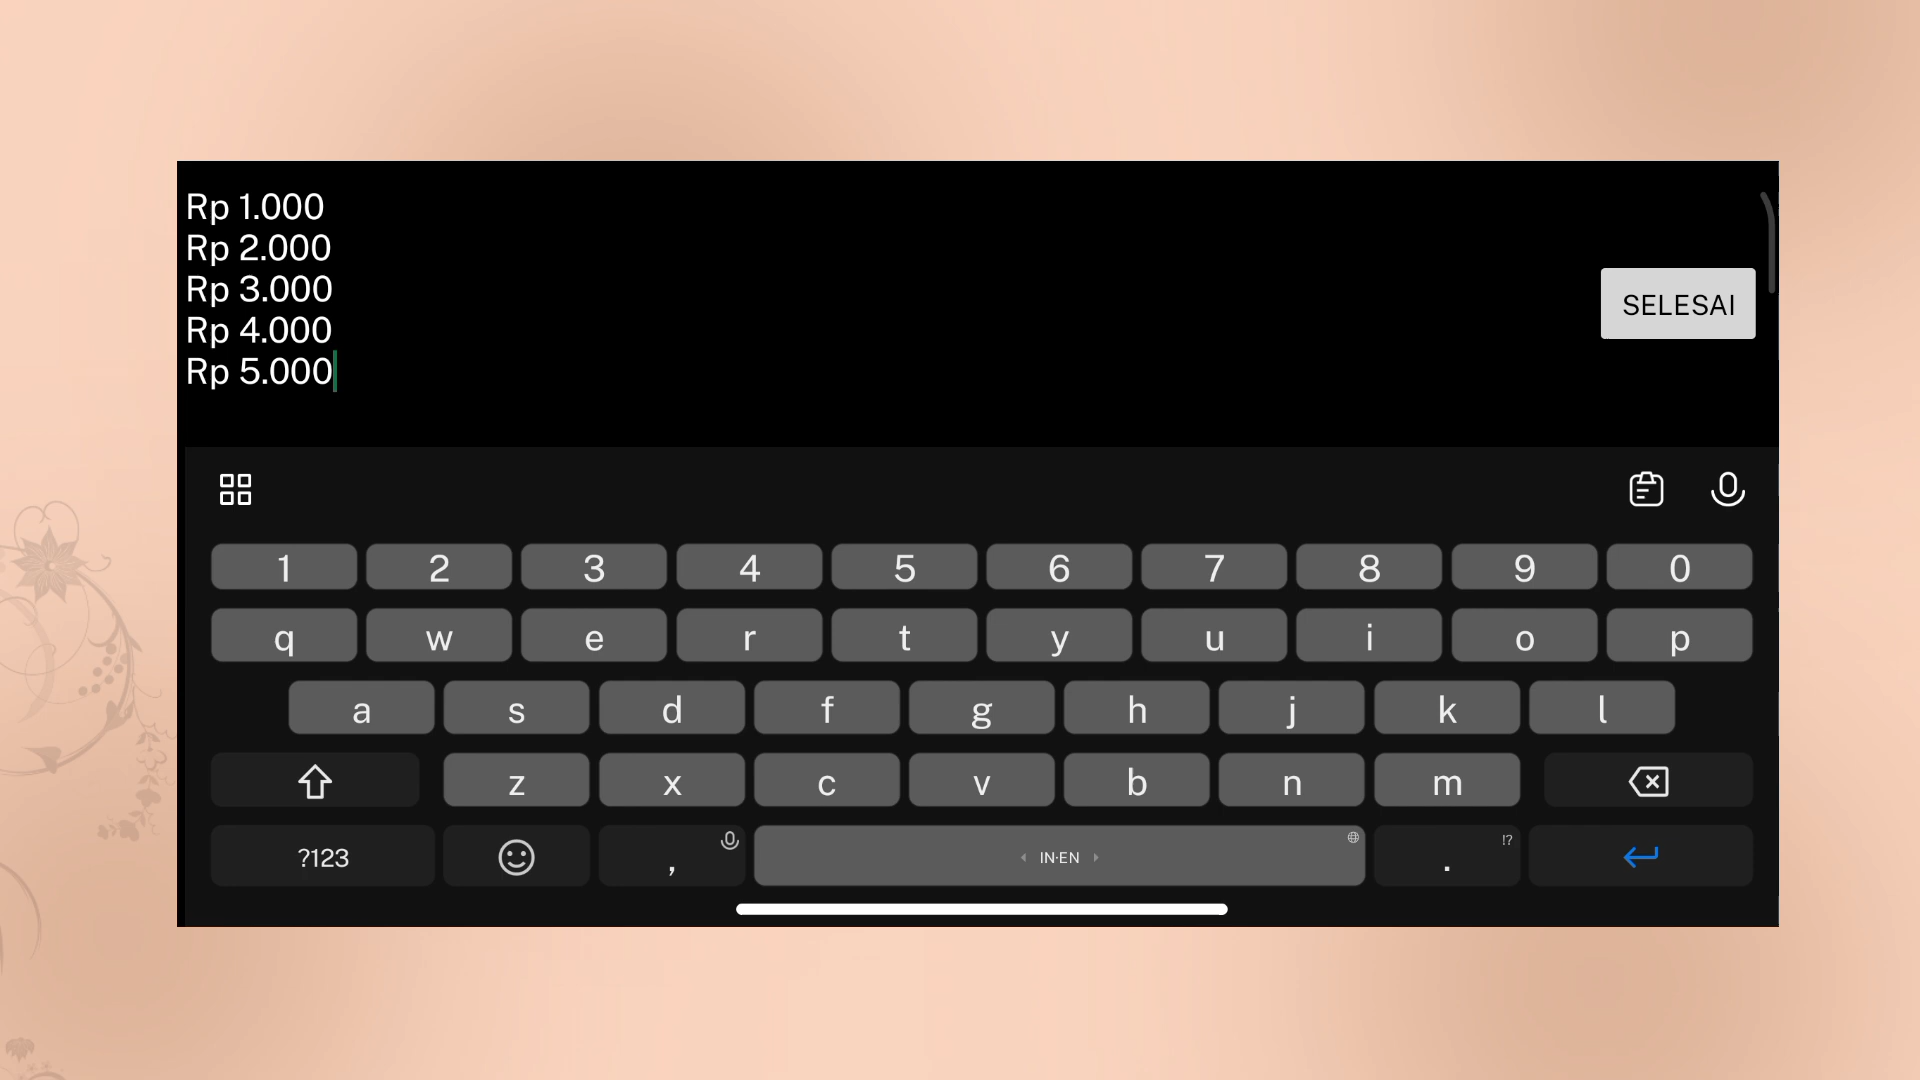 Rp 1.000
Rp 2.000
Rp 3.000
Rp 4.000
Rp 5.000
SELESAI
1 2 3 4 5 6 7 8 9 0
q w e r t y u i o p
a s d f g h j k l
z x c v b n m
?123 , IN·EN . !?